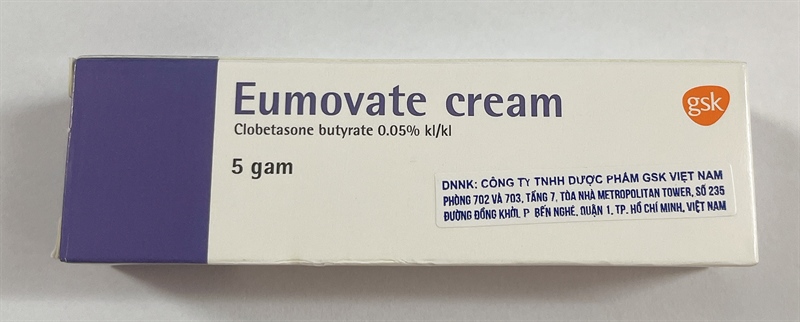 Eumovate cream
Clobetasone butyrate 0.05% kl/kl
5 gam
gsk
DNNK: CÔNG TY TNHH DƯỢC PHẨM GSK VIỆT NAM
PHÒNG 702 VÀ 703, TẦNG 7, TÒA NHÀ METROPOLITAN TOWER, SỐ 235
ĐƯỜNG ĐỒNG KHỞI, P BẾN NGHÉ, QUẬN 1, TP. HỒ CHÍ MINH, VIỆT NAM